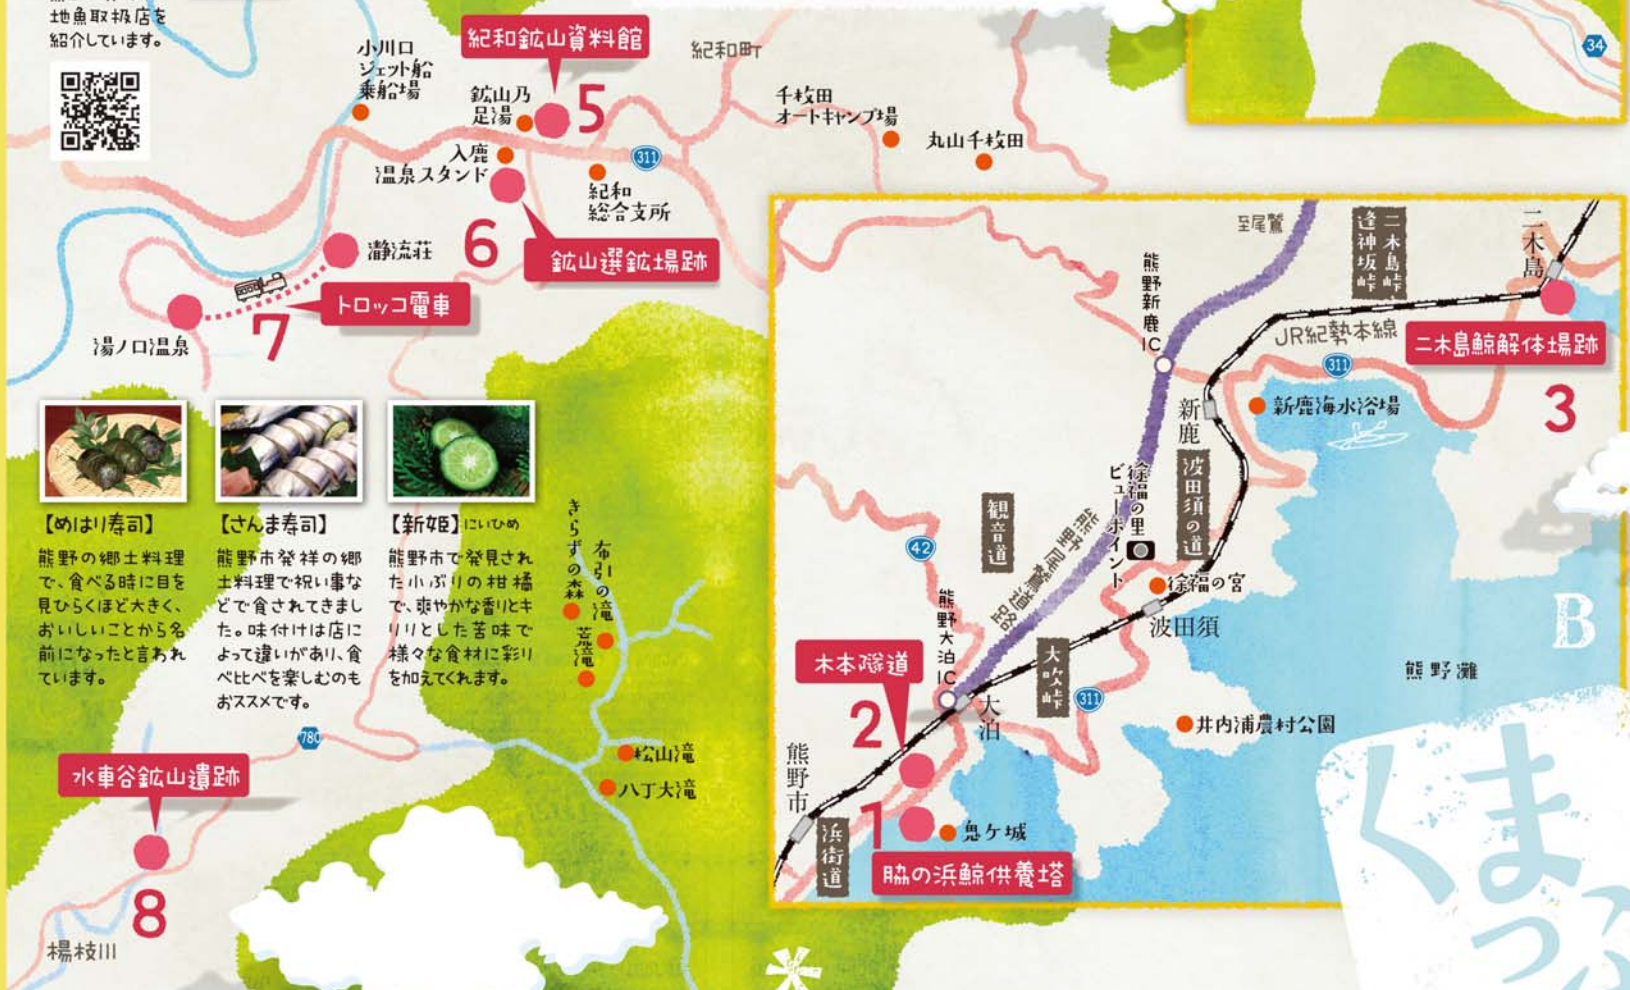 地魚取扱店を
紹介しています。
小川口
ジェット船
乗船場
紀和鉱山資料館
紀和町
鉱山乃
足湯
5
千枚田
オートキャンプ場
丸山千枚田
34
入鹿
温泉スタンド
311
紀和
総合支所
6
鉱山選鉱場跡
瀞流荘
トロッコ電車
7
湯ノ口温泉
【めはり寿司】
熊野の郷土料理
で、食べる時に目を
見ひらくほど大きく、
おいしいことから名
前になったと言われ
ています。
【さんま寿司】
熊野市発祥の郷
土料理で祝い事な
どで食されてきまし
た。味付けは店に
よって違いがあり、食
べ比べを楽しむのも
おススメです。
【新姫】にいひめ
熊野市で発見され
た小ぶりの柑橘
で、爽やかな香りとキ
リリとした苦味で
様々な食材に彩り
を加えてくれます。
きらずの森
布引の滝
荒滝
松山滝
八丁大滝
780
水車谷鉱山遺跡
8
楊枝川
至尾鷲
二木島峠
逢神坂峠
二木島
熊野新鹿IC
JR紀勢本線
311
二木島鯨解体場跡
3
新鹿海水浴場
新鹿
波田須の道
徐福の里
ビューポイント
観音道
42
熊野尾鷲道路
徐福の宮
波田須
熊野大泊IC
木本隧道
2
大泊
大吹峠
311
井内浦農村公園
熊野灘
B
熊野市
1
鬼ケ城
浜街道
脇の浜鯨供養塔
くまっ